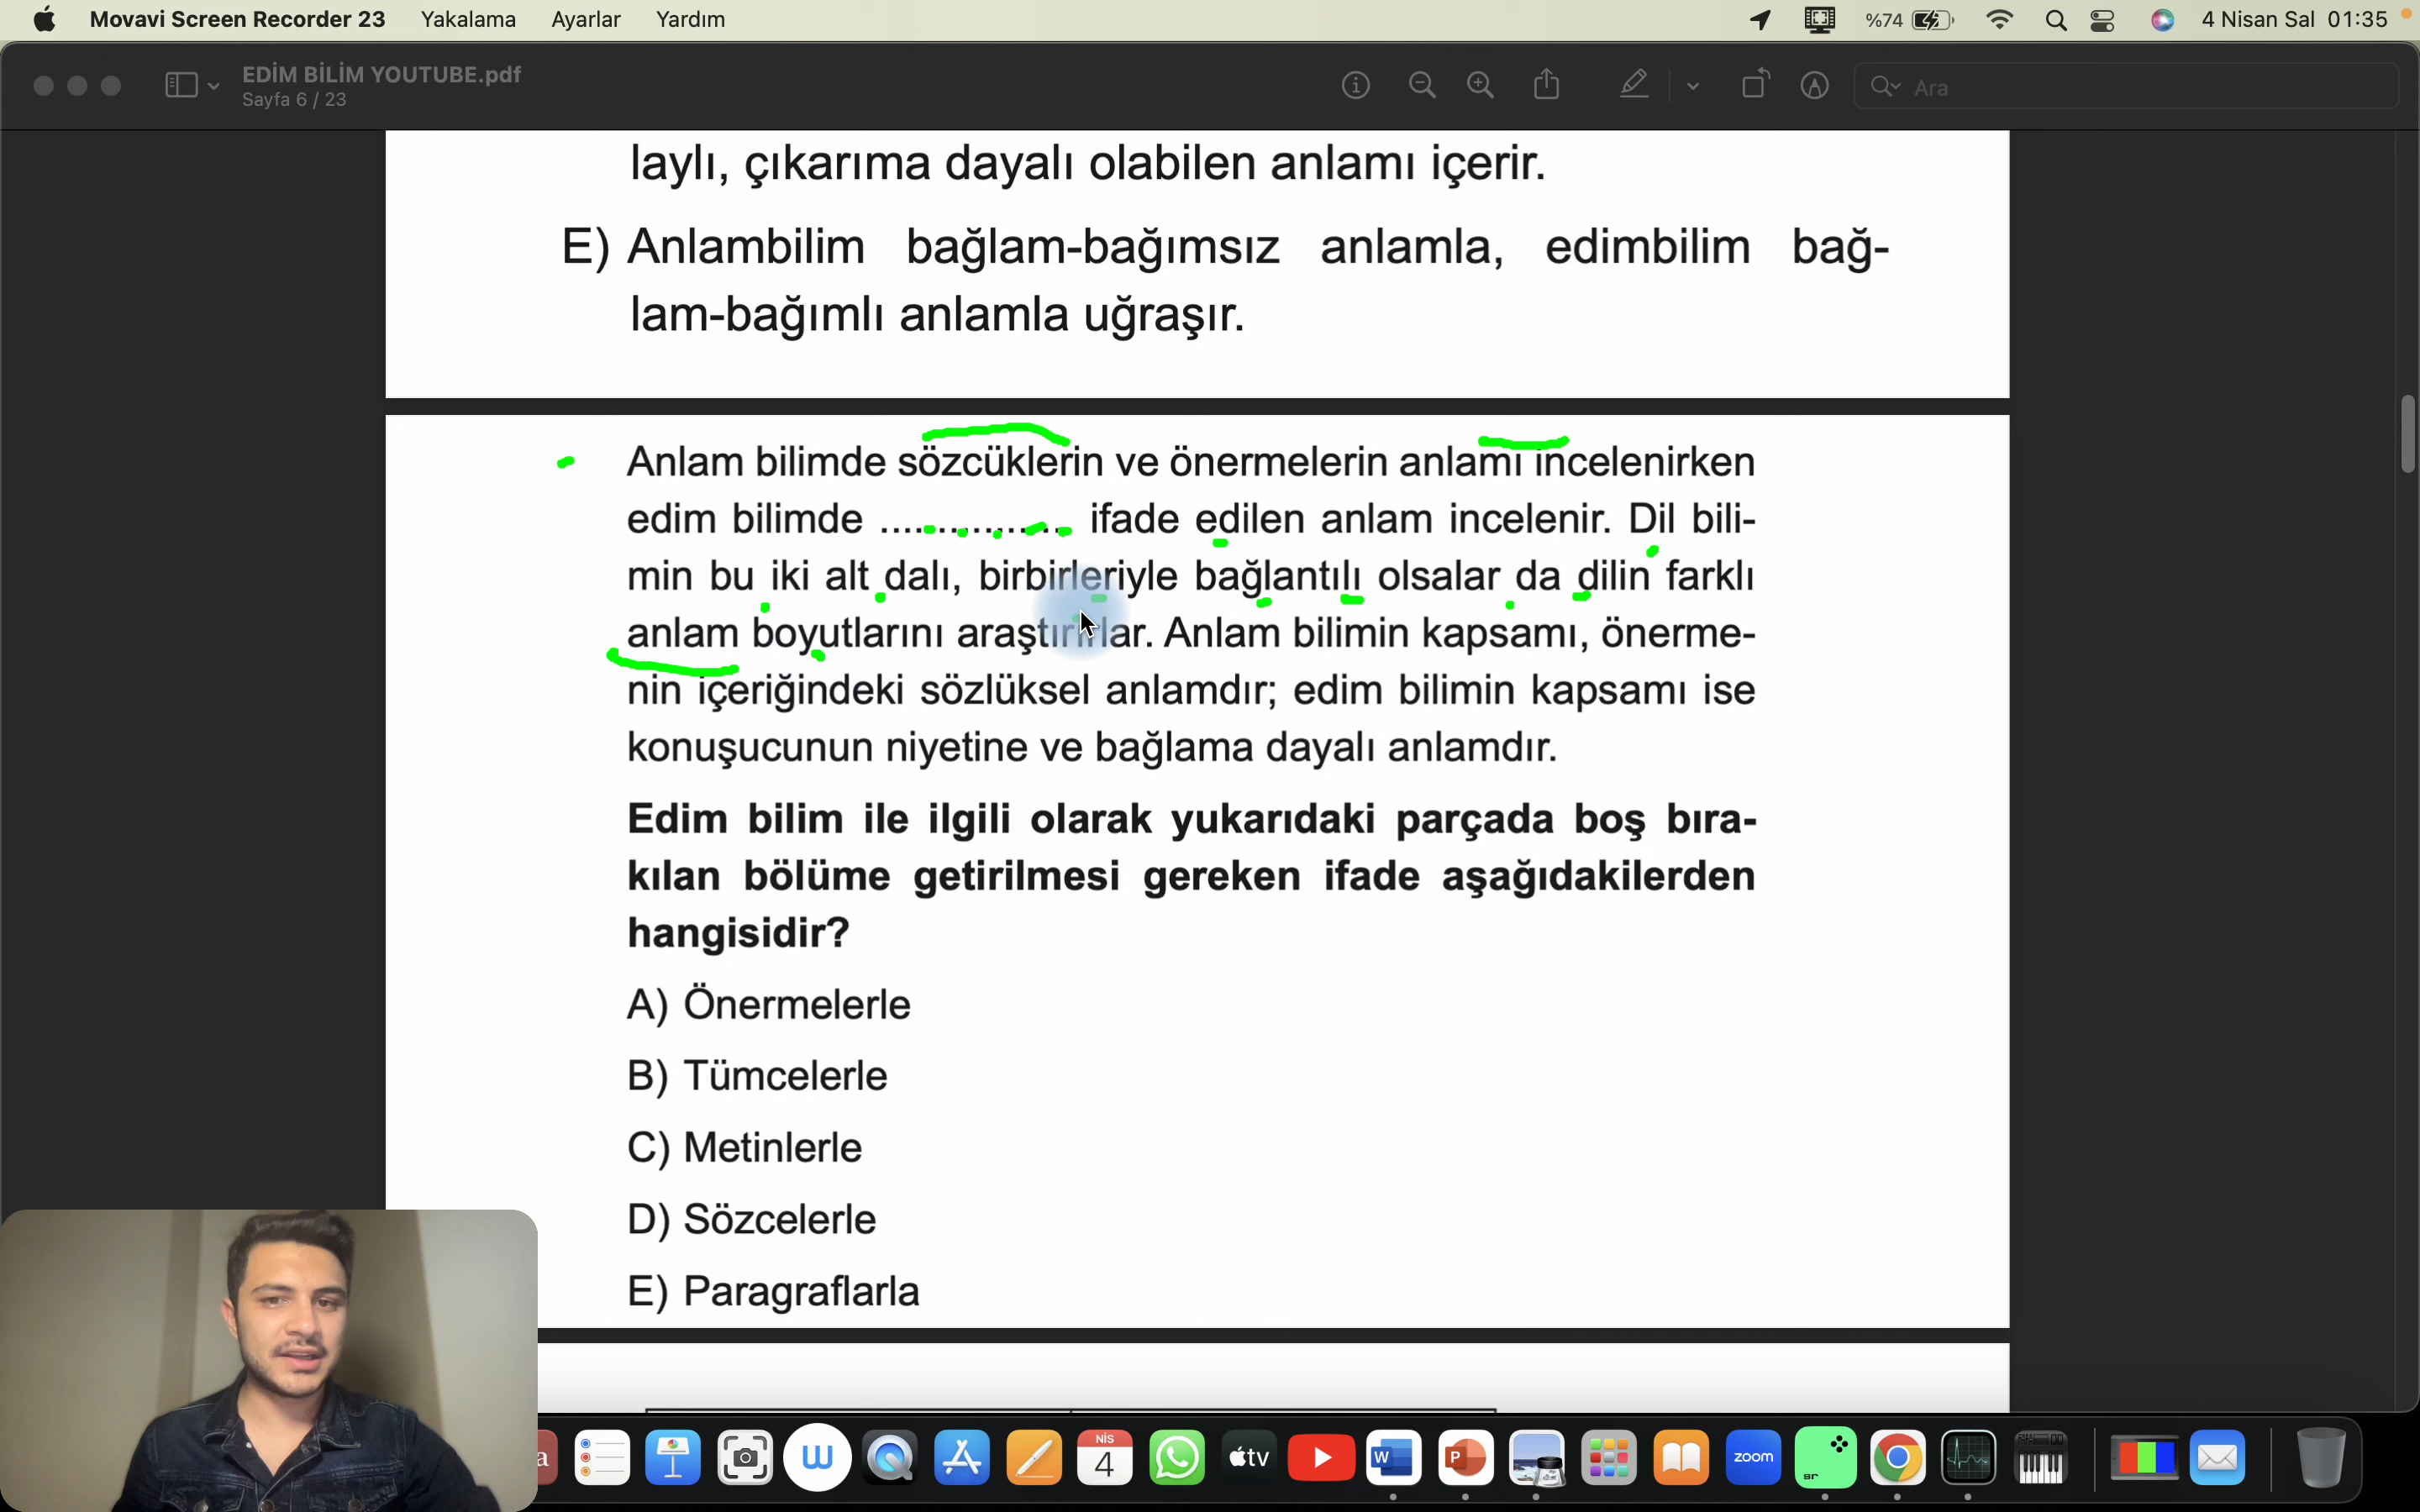 Movavi Screen Recorder 23 Yakalama Ayarlar Yardım %74 4 Nisan Sal 01:35
EDİM BİLİM YOUTUBE.pdf
Sayfa 6 / 23
Ara
laylı, çıkarıma dayalı olabilen anlamı içerir.
E) Anlambilim bağlam-bağımsız anlamla, edimbilim bağ-
lam-bağımlı anlamla uğraşır.
Anlam bilimde sözcüklerin ve önermelerin anlamı incelenirken
edim bilimde ................. ifade edilen anlam incelenir. Dil bili-
min bu iki alt dalı, birbirleriyle bağlantılı olsalar da dilin farklı
anlam boyutlarını araştırırlar. Anlam bilimin kapsamı, önerme-
nin içeriğindeki sözlüksel anlamdır; edim bilimin kapsamı ise
konuşucunun niyetine ve bağlama dayalı anlamdır.
Edim bilim ile ilgili olarak yukarıdaki parçada boş bıra-
kılan bölüme getirilmesi gereken ifade aşağıdakilerden
hangisidir?
A) Önermelerle
B) Tümcelerle
C) Metinlerle
D) Sözcelerle
E) Paragraflarla
a
NİS
4
tv
W
P
zoom
sr